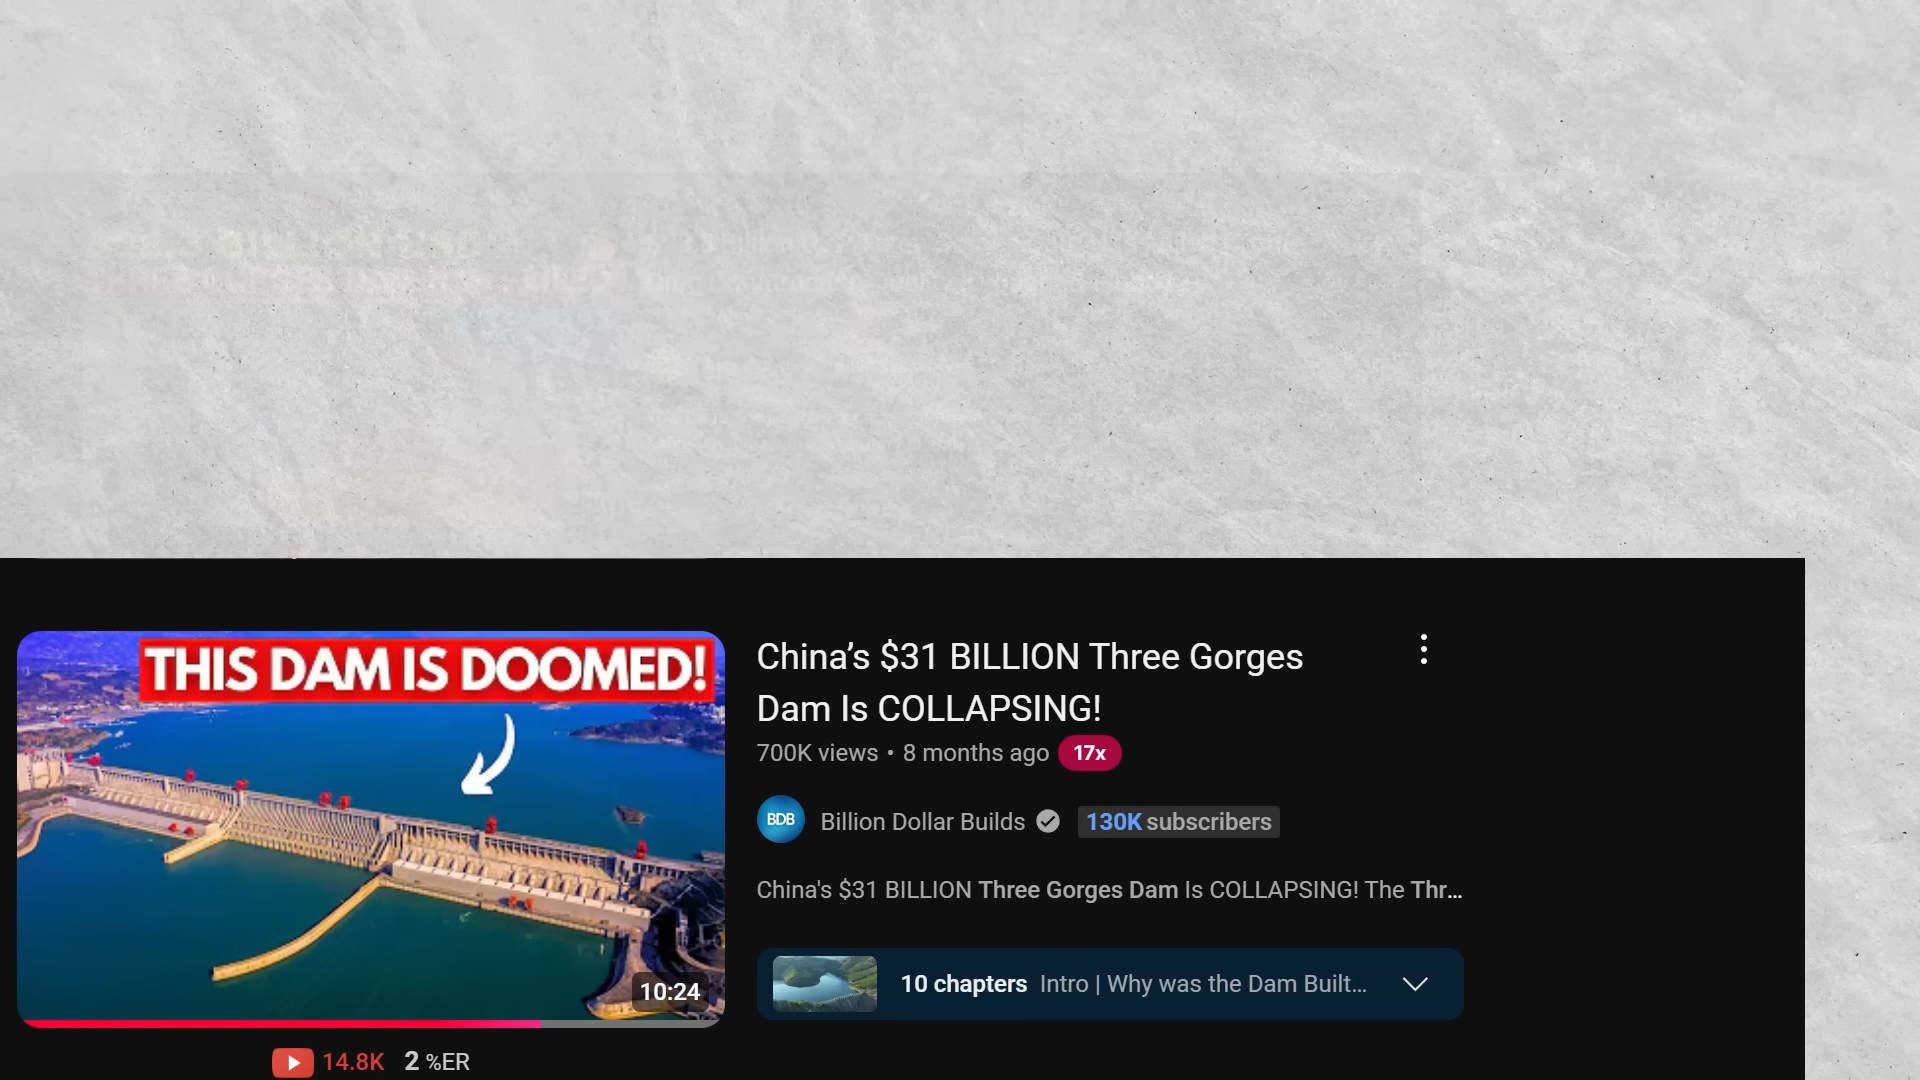 THIS DAM IS DOOMED!
10:24
14.8K 2 %ER
China’s $31 BILLION Three Gorges
Dam Is COLLAPSING!
700K views • 8 months ago 17x
BDB Billion Dollar Builds 130K subscribers
China's $31 BILLION Three Gorges Dam Is COLLAPSING! The Thr...
10 chapters Intro | Why was the Dam Built...